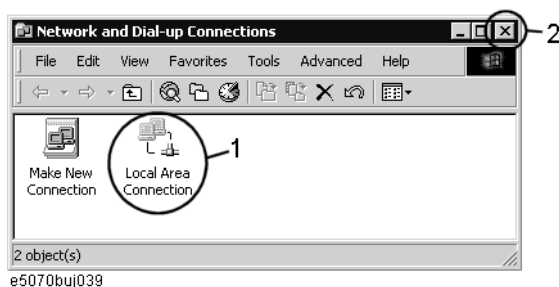 Network and Dial-up Connections
2
File Edit View Favorites Tools Advanced Help
1
Make New
Connection
Local Area
Connection
2 object(s)
e5070buj039